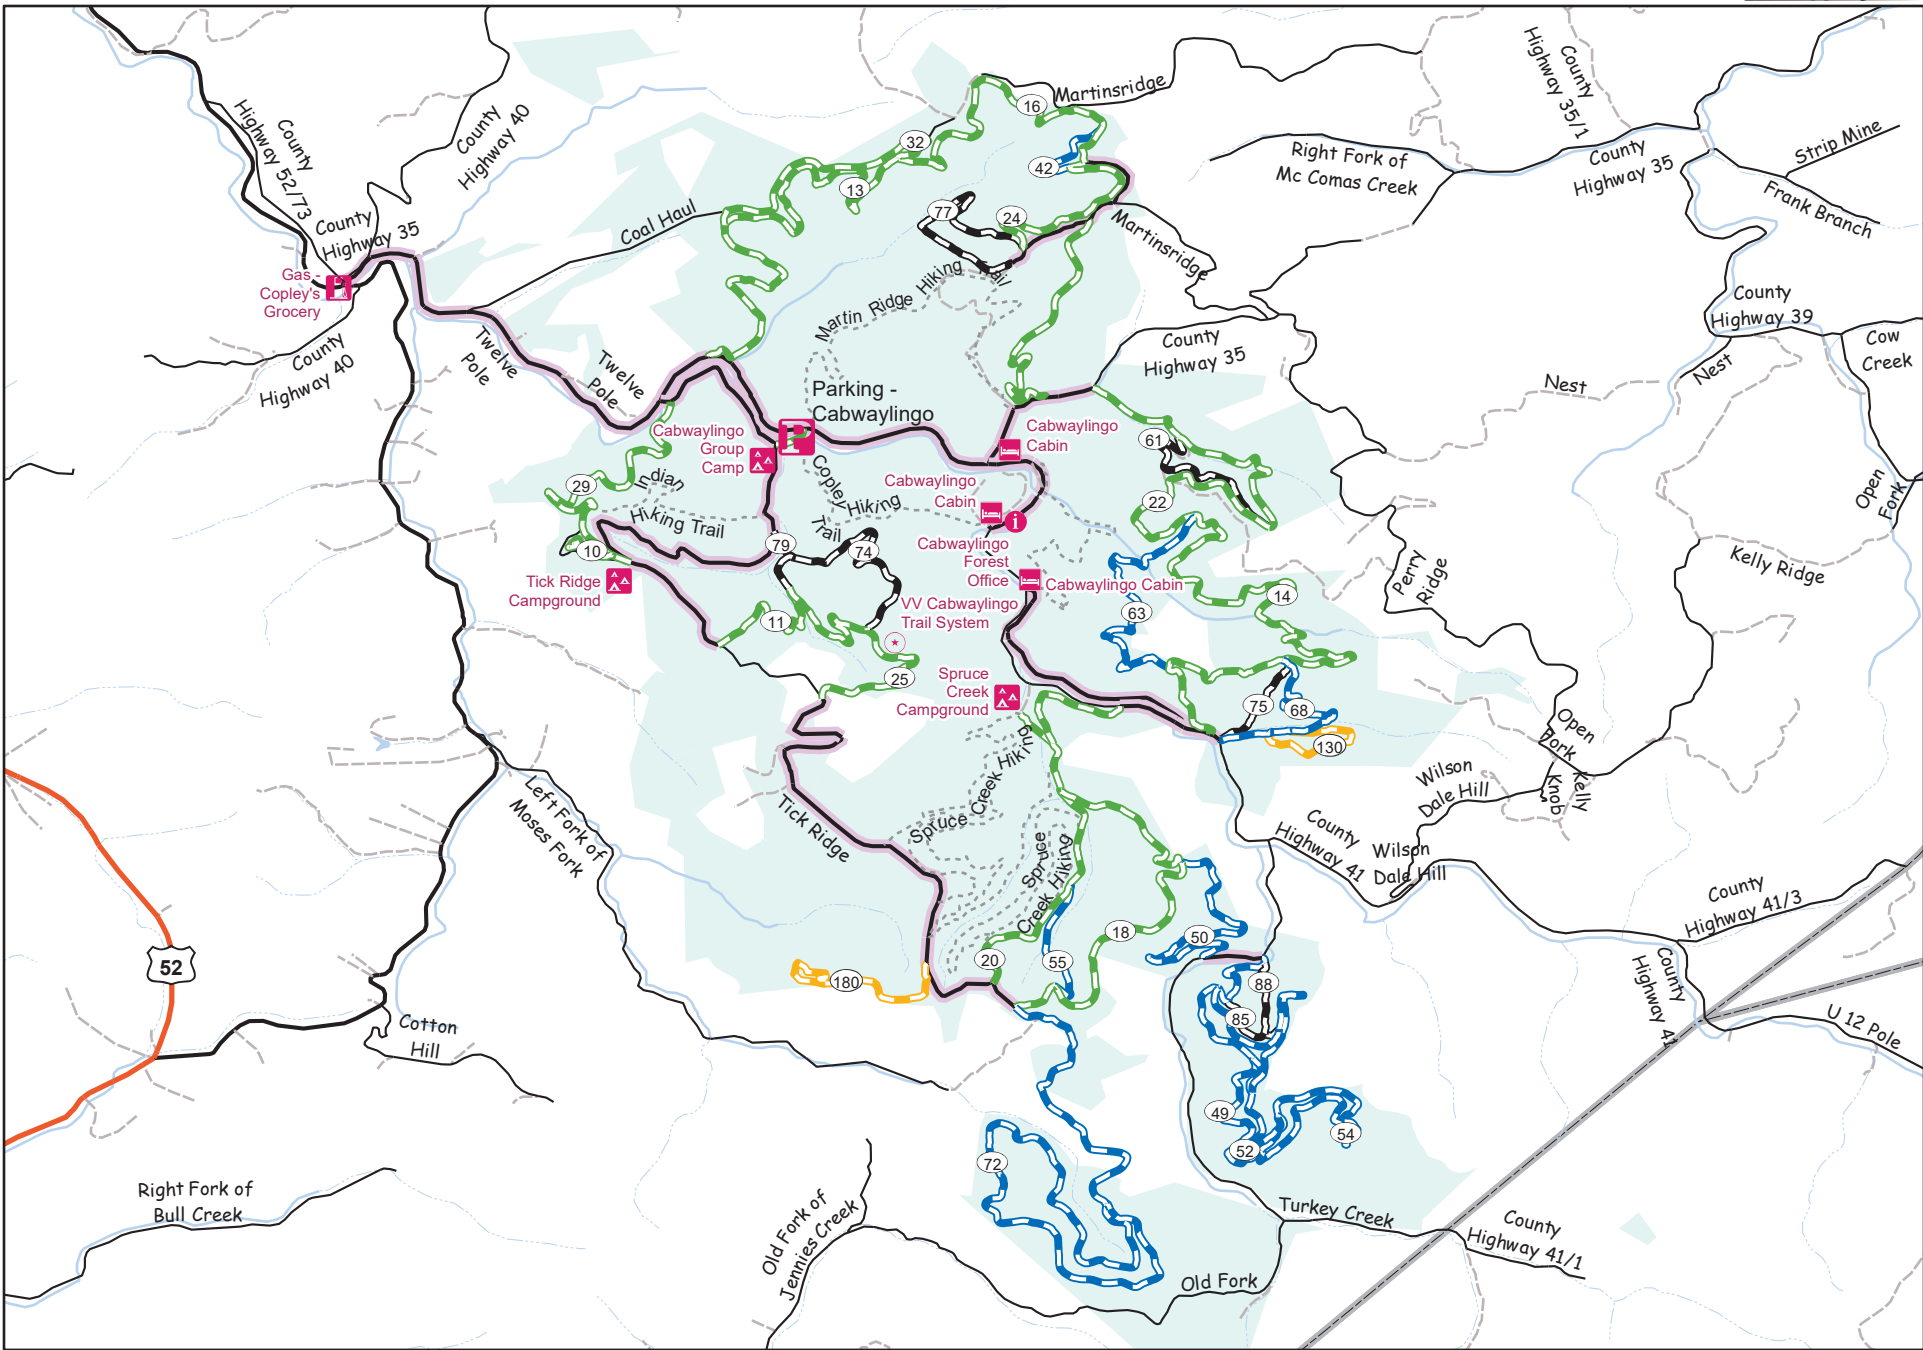 Martinsridge
16
County
Highway 35/1
County
Highway 52/73
County
Highway 40
32
42
13
Right Fork of
Mc Comas Creek
County
Highway 35
Strip Mine
Frank Branch
County
Highway 35
Coal Haul
77
24
Martinsridge
Gas -
Copley's
Grocery
Martin Ridge Hiking Trail
County
Highway 39
Cow
Creek
County
Highway 40
Twelve
Pole
Twelve
Pole
County
Highway 35
Nest
Nest
Parking -
Cabwaylingo
P
Cabwaylingo
Group
Camp
Cabwaylingo
Cabin
61
29
Indian
Hiking Trail
Copley Hiking
Trail
Cabwaylingo
Cabin
i
22
Open
Fork
10
79
74
Cabwaylingo
Forest
Office
Cabwaylingo Cabin
Perry
Ridge
Kelly Ridge
Tick Ridge
Campground
VV Cabwaylingo
Trail System
11
63
14
25
Spruce
Creek
Campground
75
68
130
Open
Fork
Kelly
Knob
Wilson
Dale Hill
Spruce Creek Hiking
Left Fork of
Moses Fork
Tick Ridge
Spruce
Creek Hiking
County
Highway 41
Wilson
Dale Hill
County
Highway 41/3
52
18
50
20
55
180
88
85
County
Highway 41
U 12 Pole
Cotton
Hill
49
52
54
72
Right Fork of
Bull Creek
Old Fork of
Jennies Creek
Turkey Creek
County
Highway 41/1
Old Fork